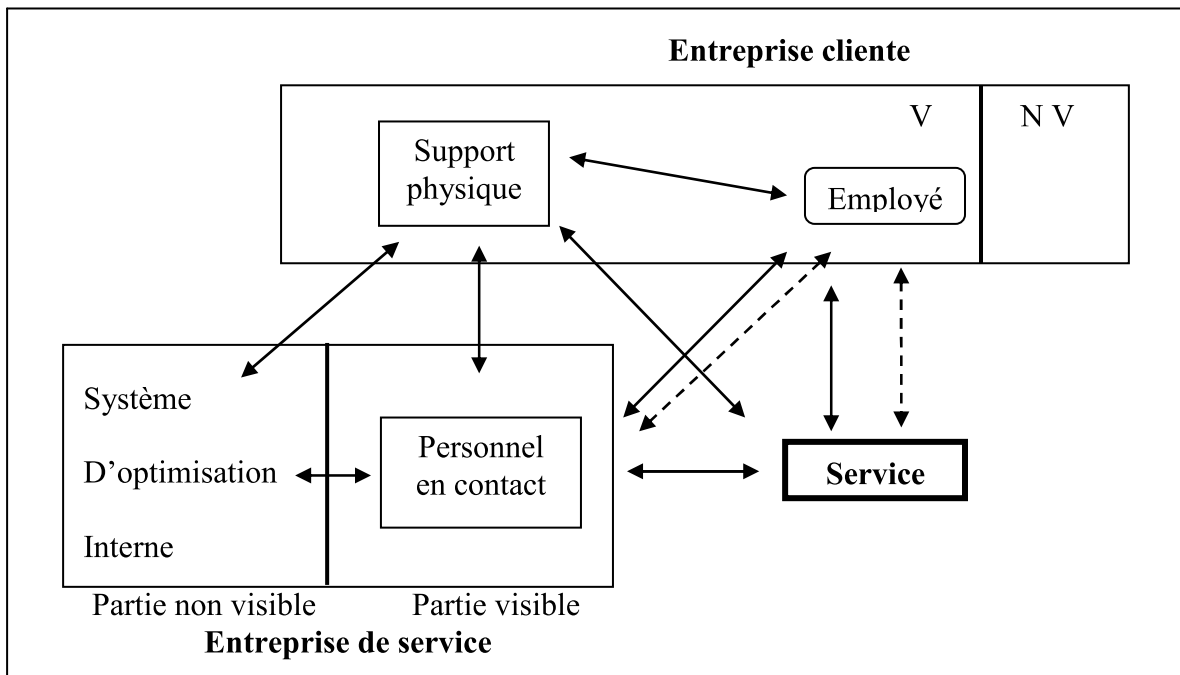 Entreprise cliente
V
N V
Support
physique
Employé
Système
D’optimisation
Interne
Personnel
en contact
Service
Partie non visible
Partie visible
Entreprise de service